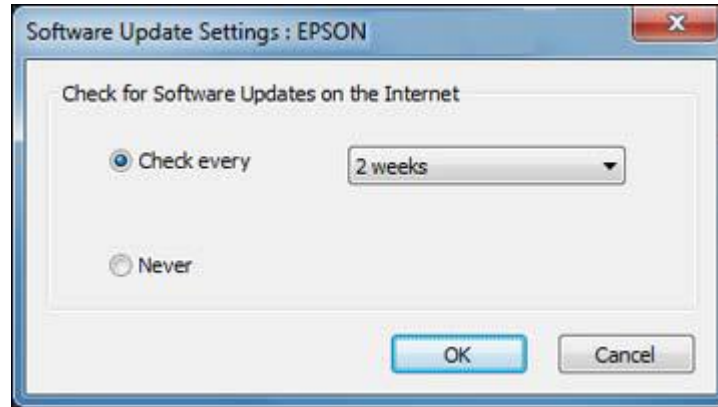 Software Update Settings : EPSON
Check for Software Updates on the Internet
Check every 2 weeks
Never
OK Cancel